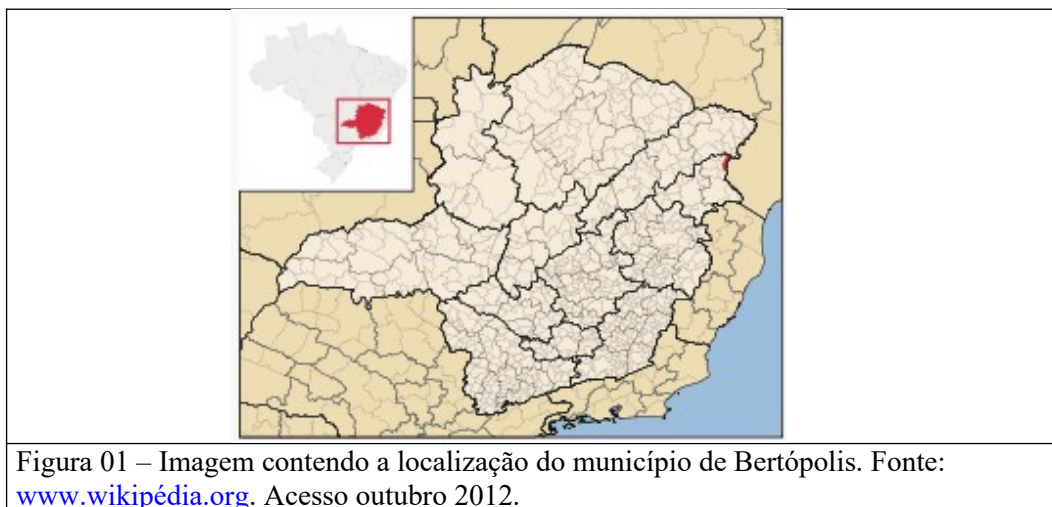 Figura 01 – Imagem contendo a localização do município de Bertópolis. Fonte:
www.wikipédia.org. Acesso outubro 2012.